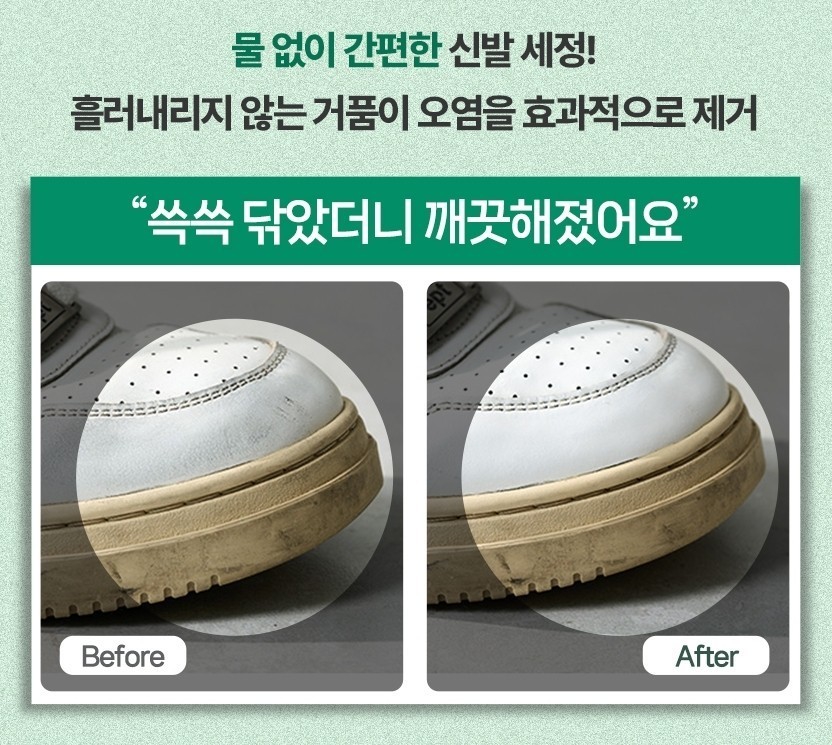 물 없이 간편한 신발 세정!
흘러내리지 않는 거품이 오염을 효과적으로 제거
“쓱쓱 닦았더니 깨끗해졌어요”
Before
After